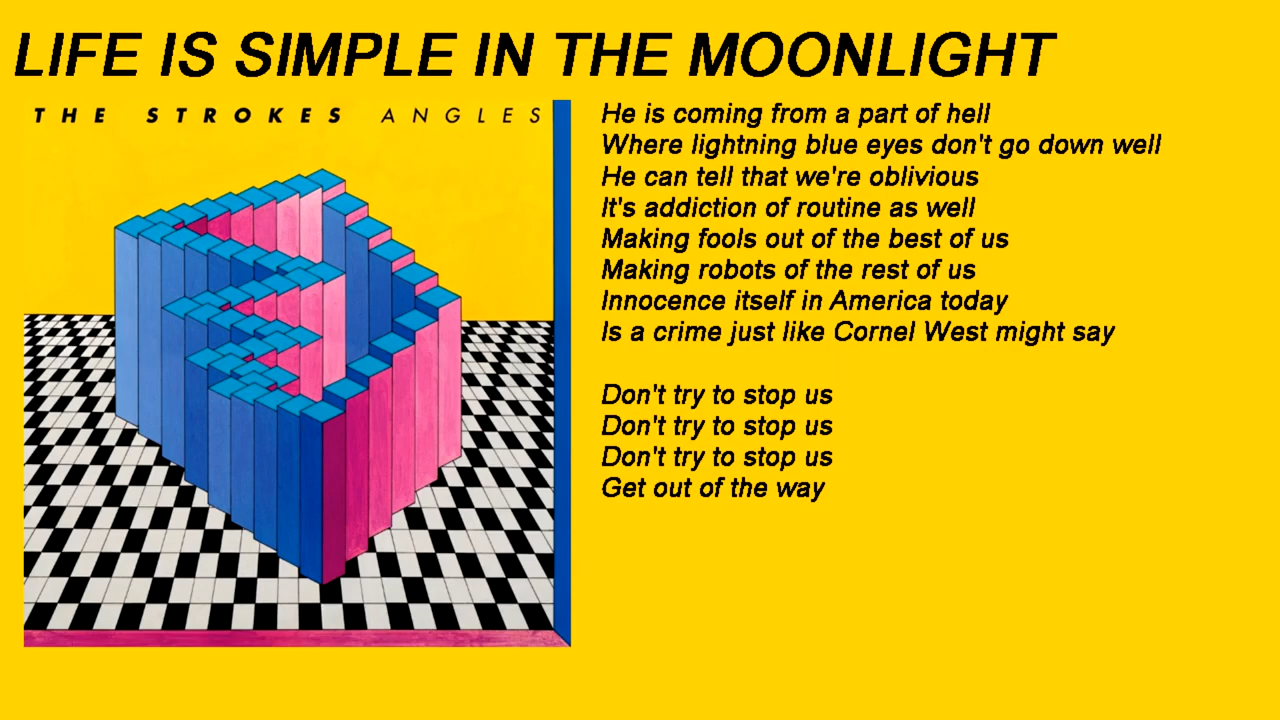 LIFE IS SIMPLE IN THE MOONLIGHT
THE STROKES ANGLES
He is coming from a part of hell
Where lightning blue eyes don't go down well
He can tell that we're oblivious
It's addiction of routine as well
Making fools out of the best of us
Making robots of the rest of us
Innocence itself in America today
Is a crime just like Cornel West might say

Don't try to stop us
Don't try to stop us
Don't try to stop us
Get out of the way